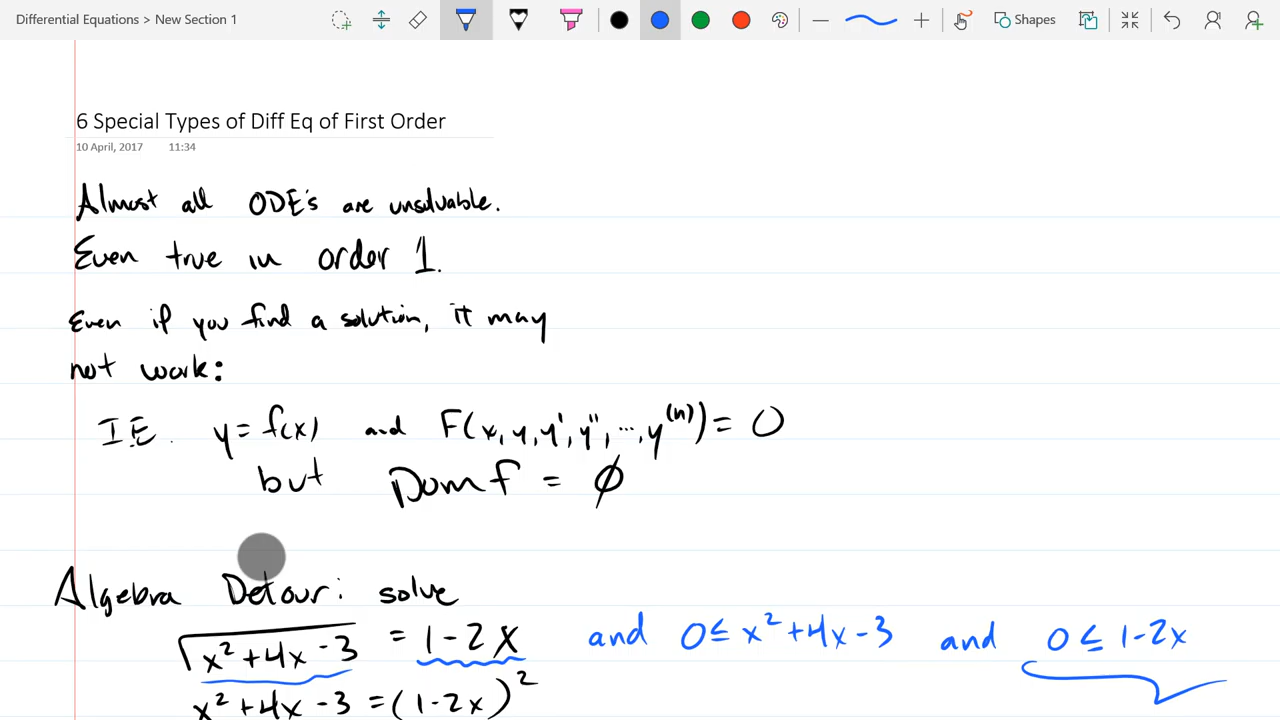 Differential Equations > New Section 1
Shapes
6 Special Types of Diff Eq of First Order
10 April, 2017 11:34
Almost all ODE's are unsolvable.
Even true in order 1.
Even if you find a solution, it may
not work:
I.E. y = f(x) and F(x, y, y', y'', ..., y^(n)) = 0
but Dom f = ∅
Algebra Detour: solve
√(x² + 4x - 3) = 1 - 2x and 0 ≤ x² + 4x - 3 and 0 ≤ 1 - 2x
x² + 4x - 3 = (1 - 2x)²